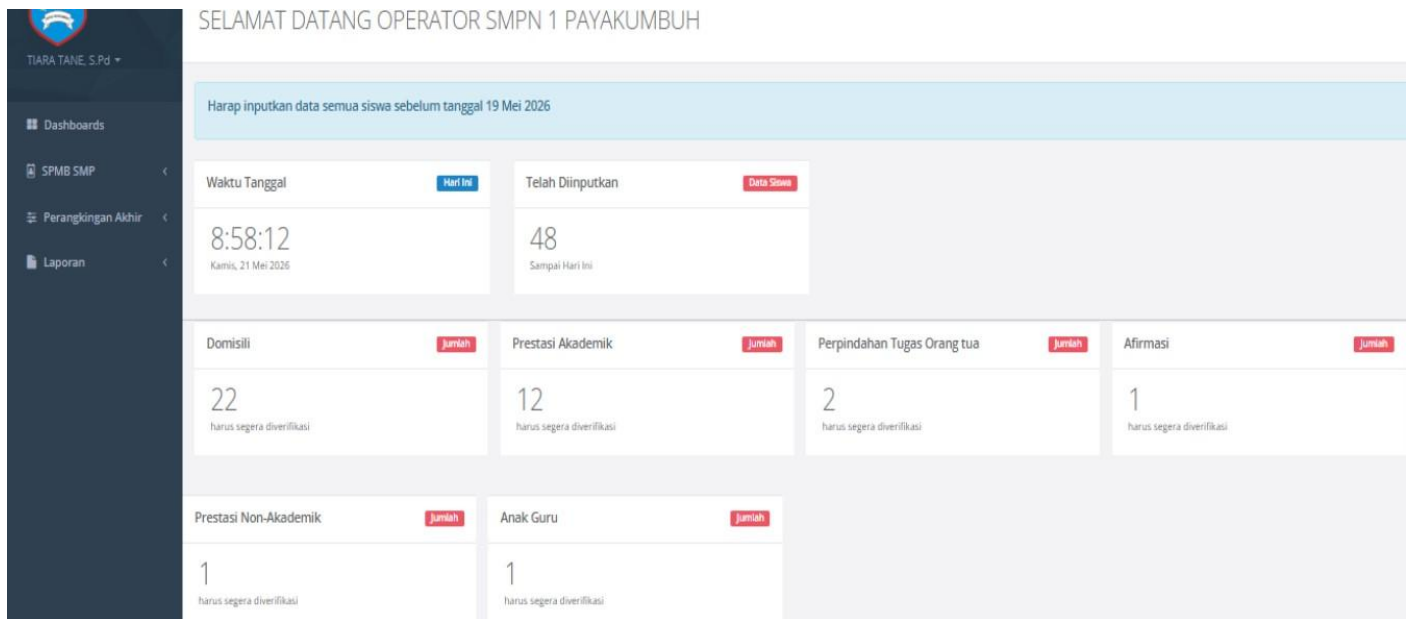 SELAMAT DATANG OPERATOR SMPN 1 PAYAKUMBUH
TIARA TANE, S.Pd
Harap inputkan data semua siswa sebelum tanggal 19 Mei 2026
Dashboards
SPMB SMP
Perangkingan Akhir
Laporan
Waktu Tanggal Hari Ini
8:58:12
Kamis, 21 Mei 2026
Telah Diinputkan Data Siswa
48
Sampai Hari Ini
Domisili Jumlah
22
harus segera diverifikasi
Prestasi Akademik Jumlah
12
harus segera diverifikasi
Perpindahan Tugas Orang tua Jumlah
2
harus segera diverifikasi
Afirmasi Jumlah
1
harus segera diverifikasi
Prestasi Non-Akademik Jumlah
1
harus segera diverifikasi
Anak Guru Jumlah
1
harus segera diverifikasi